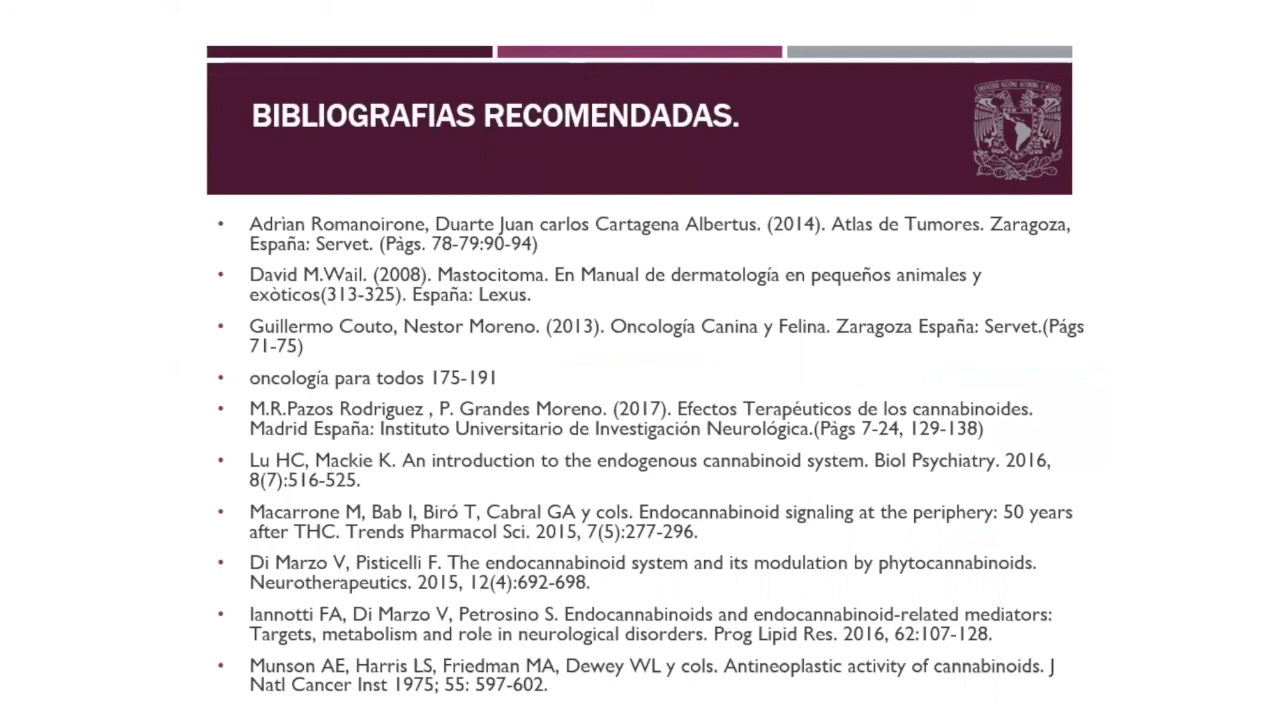 BIBLIOGRAFIAS RECOMENDADAS.
• Adrìan Romanoirone, Duarte Juan carlos Cartagena Albertus. (2014). Atlas de Tumores. Zaragoza,
España: Servet. (Pàgs. 78-79:90-94)
• David M.Wail. (2008). Mastocitoma. En Manual de dermatología en pequeños animales y
exòticos(313-325). España: Lexus.
• Guillermo Couto, Nestor Moreno. (2013). Oncología Canina y Felina. Zaragoza España: Servet.(Págs
71-75)
• oncología para todos 175-191
• M.R.Pazos Rodriguez , P. Grandes Moreno. (2017). Efectos Terapéuticos de los cannabinoides.
Madrid España: Instituto Universitario de Investigación Neurológica.(Pàgs 7-24, 129-138)
• Lu HC, Mackie K. An introduction to the endogenous cannabinoid system. Biol Psychiatry. 2016,
8(7):516-525.
• Macarrone M, Bab I, Biró T, Cabral GA y cols. Endocannabinoid signaling at the periphery: 50 years
after THC. Trends Pharmacol Sci. 2015, 7(5):277-296.
• Di Marzo V, Pisticelli F. The endocannabinoid system and its modulation by phytocannabinoids.
Neurotherapeutics. 2015, 12(4):692-698.
• Iannotti FA, Di Marzo V, Petrosino S. Endocannabinoids and endocannabinoid-related mediators:
Targets, metabolism and role in neurological disorders. Prog Lipid Res. 2016, 62:107-128.
• Munson AE, Harris LS, Friedman MA, Dewey WL y cols. Antineoplastic activity of cannabinoids. J
Natl Cancer Inst 1975; 55: 597-602.